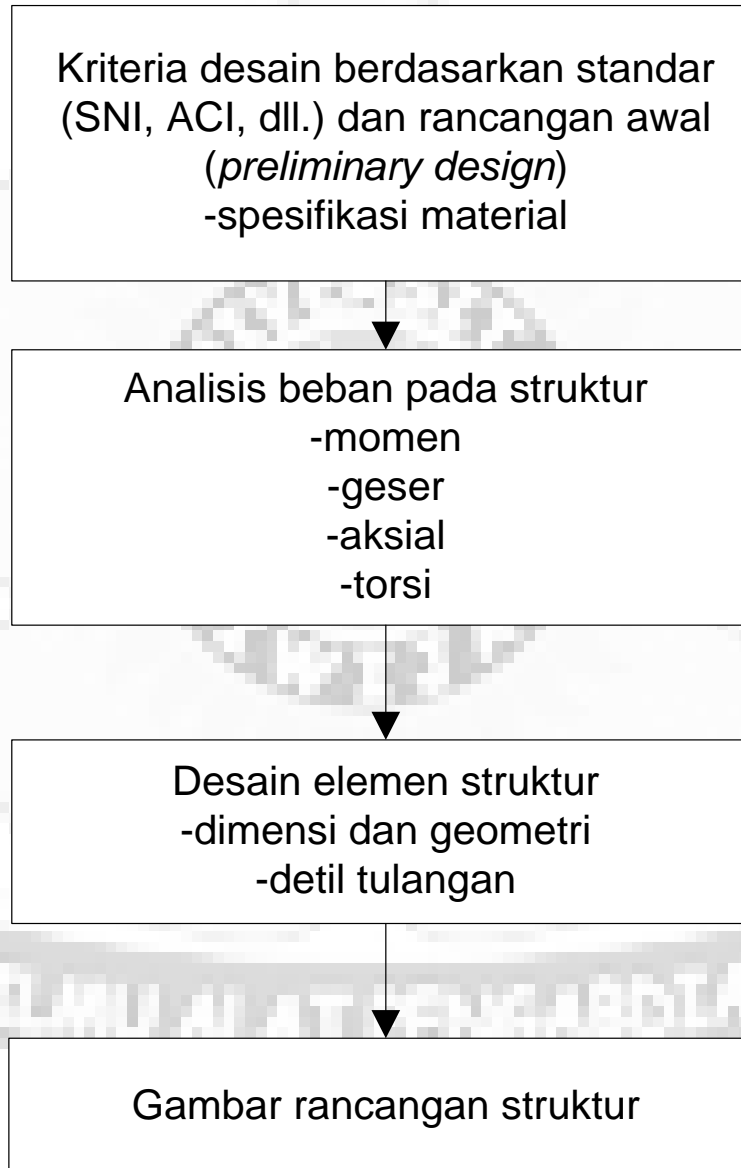 Kriteria desain berdasarkan standar
(SNI, ACI, dll.) dan rancangan awal
(preliminary design)
-spesifikasi material
Analisis beban pada struktur
-momen
-geser
-aksial
-torsi
Desain elemen struktur
-dimensi dan geometri
-detil tulangan
Gambar rancangan struktur